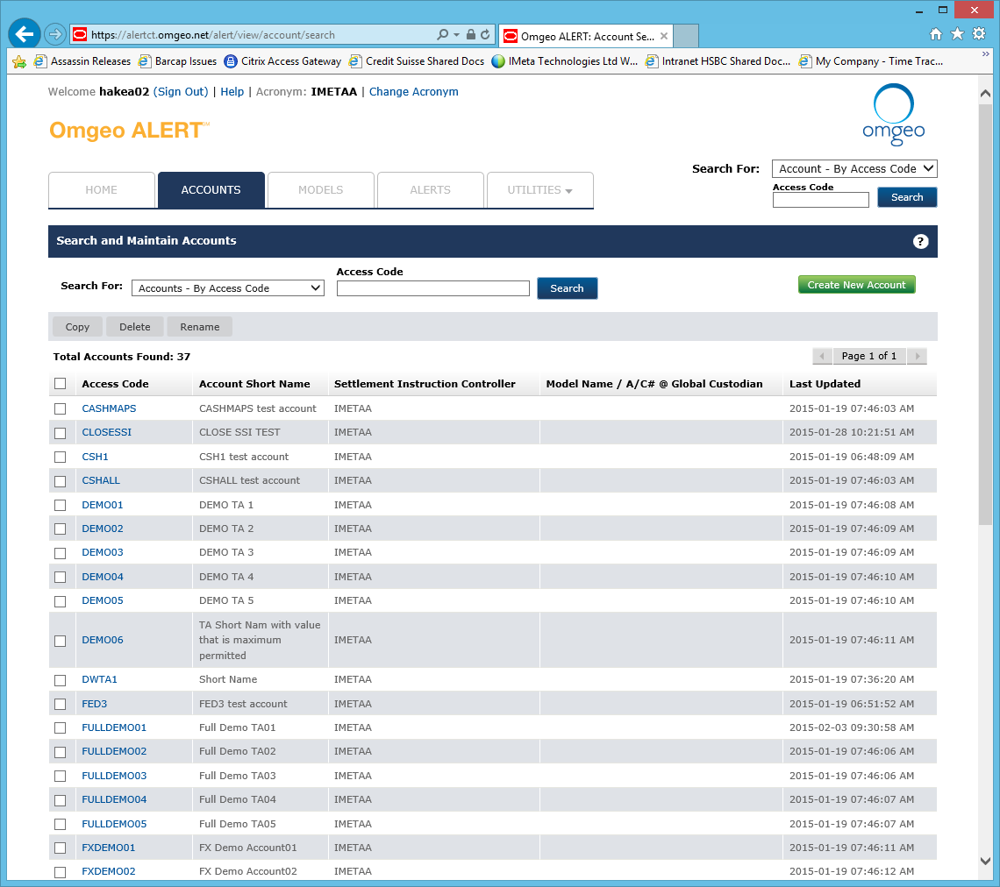 https://alertct.omgeo.net/alert/view/account/search
Omgeo ALERT: Account Se...
Assassin Releases
Barcap Issues
Citrix Access Gateway
Credit Suisse Shared Docs
IMeta Technologies Ltd W...
Intranet HSBC Shared Doc...
My Company - Time Trac...
Welcome hakea02 (Sign Out) | Help | Acronym: IMETAA | Change Acronym
Omgeo ALERT
omgeo
HOME
ACCOUNTS
MODELS
ALERTS
UTILITIES
Search For: Account - By Access Code
Access Code
Search
Search and Maintain Accounts
?
Search For: Accounts - By Access Code
Access Code
Search
Create New Account
Copy
Delete
Rename
Total Accounts Found: 37
Page 1 of 1
Access Code Account Short Name Settlement Instruction Controller Model Name / A/C# @ Global Custodian Last Updated
CASHMAPS CASHMAPS test account IMETAA 2015-01-19 07:46:03 AM
CLOSESSI CLOSE SSI TEST IMETAA 2015-01-28 10:21:51 AM
CSH1 CSH1 test account IMETAA 2015-01-19 06:48:09 AM
CSHALL CSHALL test account IMETAA 2015-01-19 07:46:03 AM
DEMO01 DEMO TA 1 IMETAA 2015-01-19 07:46:08 AM
DEMO02 DEMO TA 2 IMETAA 2015-01-19 07:46:09 AM
DEMO03 DEMO TA 3 IMETAA 2015-01-19 07:46:09 AM
DEMO04 DEMO TA 4 IMETAA 2015-01-19 07:46:10 AM
DEMO05 DEMO TA 5 IMETAA 2015-01-19 07:46:10 AM
TA Short Nam with value
DEMO06 that is maximum IMETAA 2015-01-19 07:46:11 AM
permitted
DWTA1 Short Name IMETAA 2015-01-19 07:36:20 AM
FED3 FED3 test account IMETAA 2015-01-19 06:51:52 AM
FULLDEMO01 Full Demo TA01 IMETAA 2015-02-03 09:30:58 AM
FULLDEMO02 Full Demo TA02 IMETAA 2015-01-19 07:46:06 AM
FULLDEMO03 Full Demo TA03 IMETAA 2015-01-19 07:46:06 AM
FULLDEMO04 Full Demo TA04 IMETAA 2015-01-19 07:46:07 AM
FULLDEMO05 Full Demo TA05 IMETAA 2015-01-19 07:46:07 AM
FXDEMO01 FX Demo Account01 IMETAA 2015-01-19 07:46:11 AM
FXDEMO02 FX Demo Account02 IMETAA 2015-01-19 07:46:12 AM